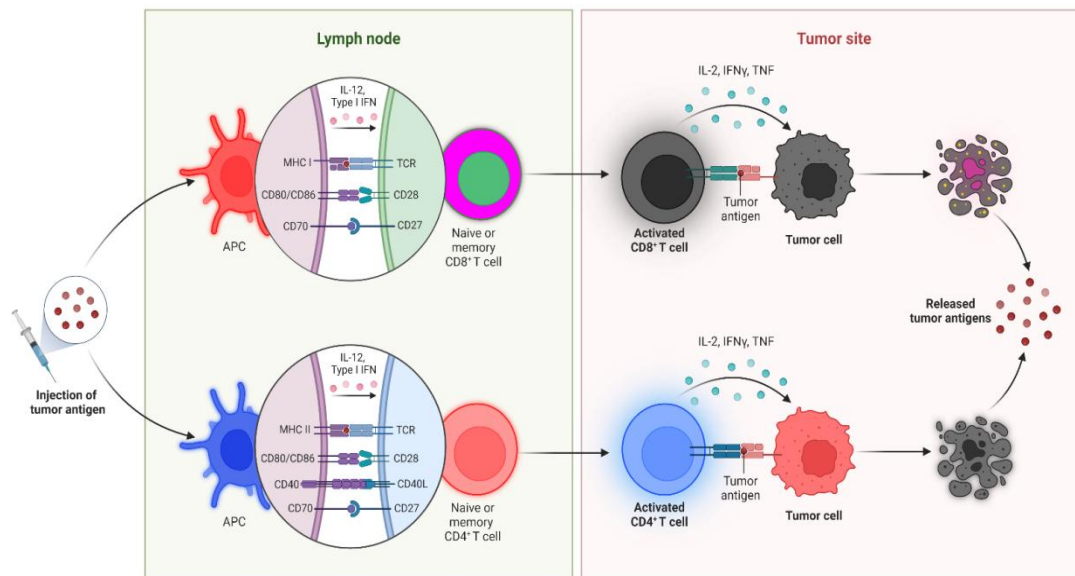 Lymph node
Tumor site
IL-12,
Type I IFN
MHC I
TCR
CD80/CD86
CD28
CD70
CD27
APC
Naive or
memory
CD8⁺ T cell
IL-2, IFNγ, TNF
Tumor
antigen
Activated
CD8⁺ T cell
Tumor cell
Injection of
tumor antigen
Released
tumor antigens
IL-12,
Type I IFN
MHC II
TCR
CD80/CD86
CD28
CD40
CD40L
CD70
CD27
APC
Naive or
memory
CD4⁺ T cell
IL-2, IFNγ, TNF
Tumor
antigen
Activated
CD4⁺ T cell
Tumor cell